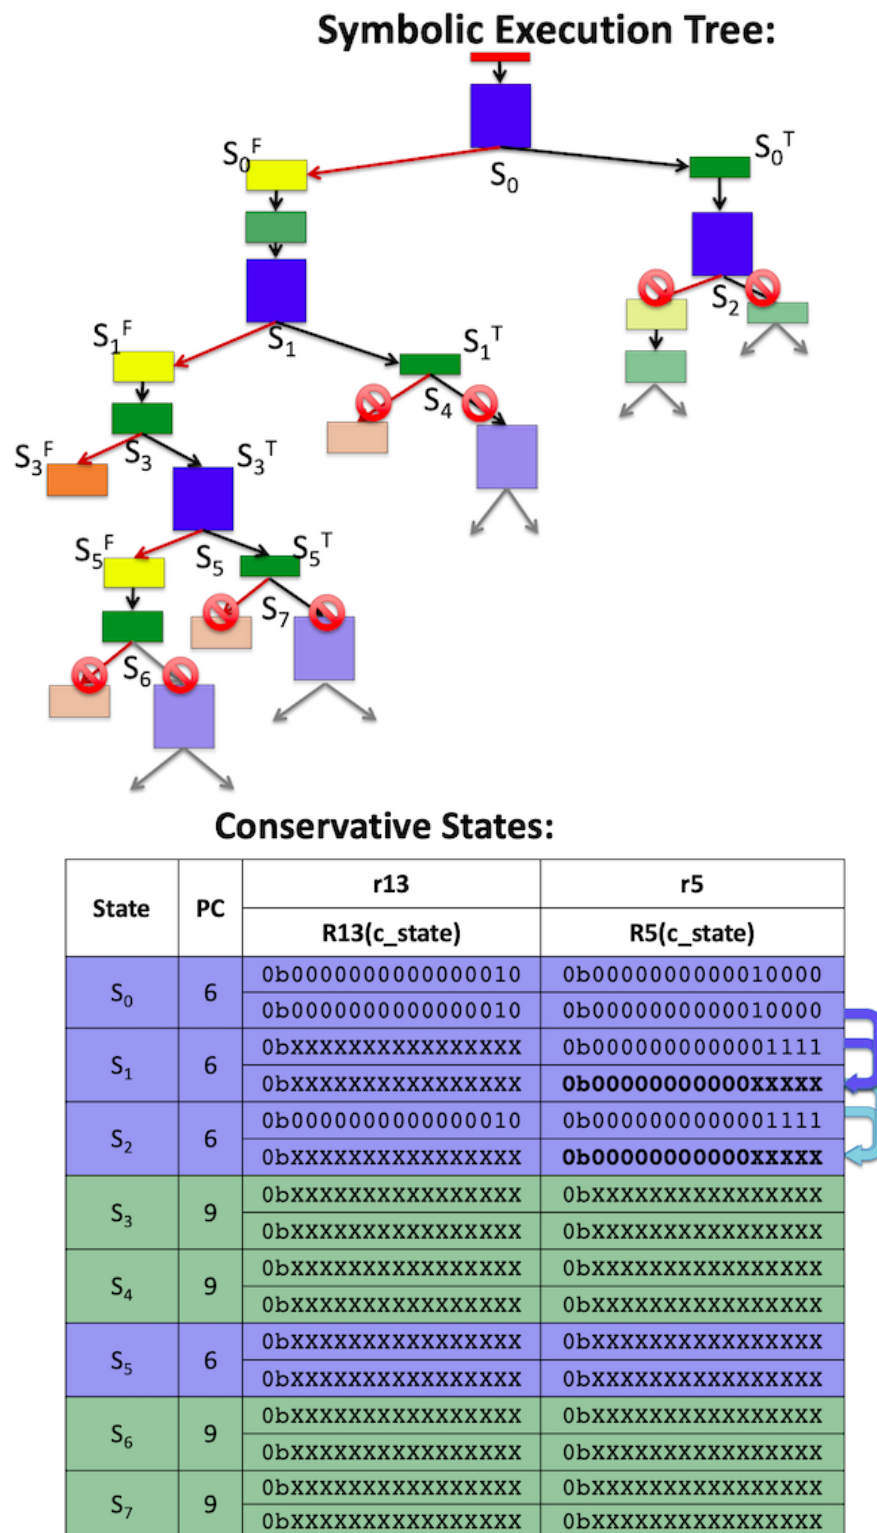 Symbolic Execution Tree:
S0F
S0T
S0
S2
S1F
S1
S1T
S4
S3F
S3
S3T
S5F
S5
S5T
S7
S6
Conservative States:
State PC r13 r5
R13(c_state) R5(c_state)
S0 6 0b0000000000000010 0b0000000000010000
0b0000000000000010 0b0000000000010000
S1 6 0bXXXXXXXXXXXXXXXX 0b0000000000001111
0bXXXXXXXXXXXXXXXX 0b00000000000XXXXX
S2 6 0b0000000000000010 0b0000000000001111
0bXXXXXXXXXXXXXXXX 0b00000000000XXXXX
S3 9 0bXXXXXXXXXXXXXXXX 0bXXXXXXXXXXXXXXXX
0bXXXXXXXXXXXXXXXX 0bXXXXXXXXXXXXXXXX
S4 9 0bXXXXXXXXXXXXXXXX 0bXXXXXXXXXXXXXXXX
0bXXXXXXXXXXXXXXXX 0bXXXXXXXXXXXXXXXX
S5 6 0bXXXXXXXXXXXXXXXX 0bXXXXXXXXXXXXXXXX
0bXXXXXXXXXXXXXXXX 0bXXXXXXXXXXXXXXXX
S6 9 0bXXXXXXXXXXXXXXXX 0bXXXXXXXXXXXXXXXX
0bXXXXXXXXXXXXXXXX 0bXXXXXXXXXXXXXXXX
S7 9 0bXXXXXXXXXXXXXXXX 0bXXXXXXXXXXXXXXXX
0bXXXXXXXXXXXXXXXX 0bXXXXXXXXXXXXXXXX